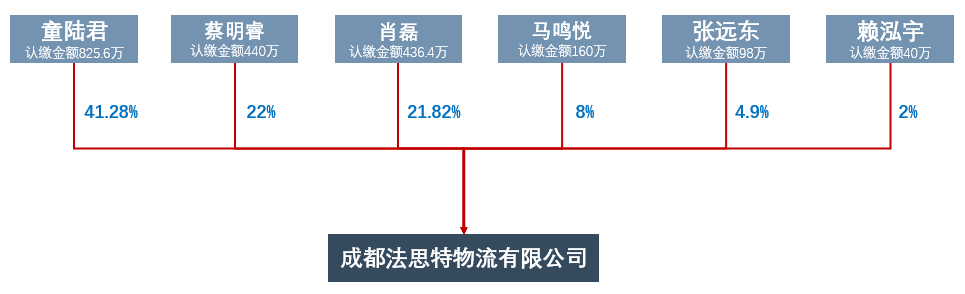 童陆君
认缴金额825.6万
蔡明睿
认缴金额440万
肖磊
认缴金额436.4万
马鸣悦
认缴金额160万
张远东
认缴金额98万
赖泓宇
认缴金额40万
41.28%
22%
21.82%
8%
4.9%
2%
成都法思特物流有限公司